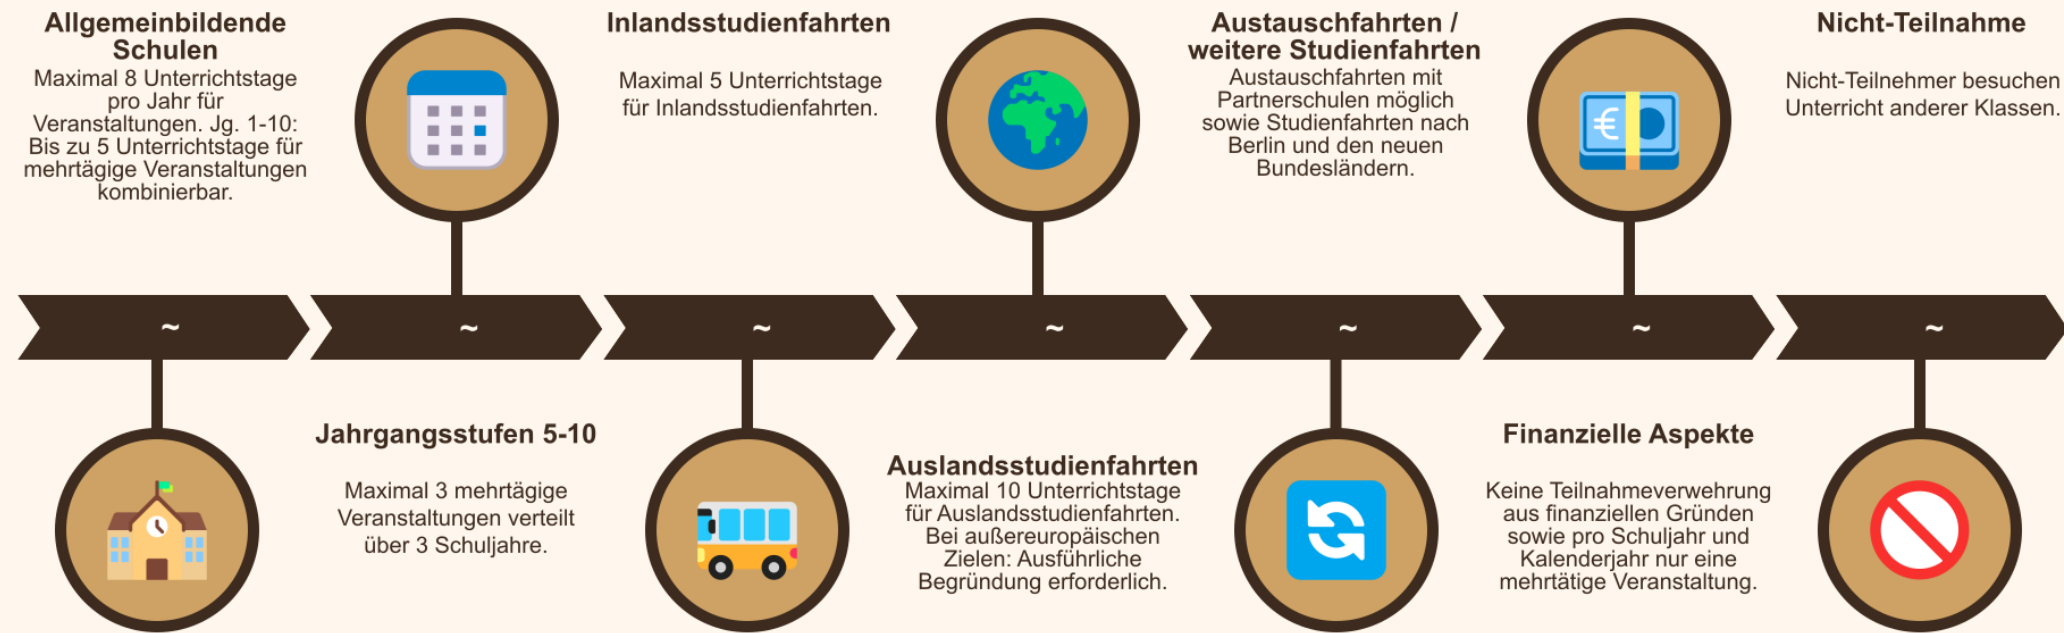 Allgemeinbildende
Schulen
Maximal 8 Unterrichtstage
pro Jahr für
Veranstaltungen. Jg. 1-10:
Bis zu 5 Unterrichtstage für
mehrtägige Veranstaltungen
kombinierbar.
Inlandsstudienfahrten
Maximal 5 Unterrichtstage
für Inlandsstudienfahrten.
Austauschfahrten /
weitere Studienfahrten
Austauschfahrten mit
Partnerschulen möglich
sowie Studienfahrten nach
Berlin und den neuen
Bundesländern.
€
Nicht-Teilnahme
Nicht-Teilnehmer besuchen
Unterricht anderer Klassen.
~ ~ ~ ~ ~ ~ ~
Jahrgangsstufen 5-10
Maximal 3 mehrtägige
Veranstaltungen verteilt
über 3 Schuljahre.
Auslandsstudienfahrten
Maximal 10 Unterrichtstage
für Auslandsstudienfahrten.
Bei außereuropäischen
Zielen: Ausführliche
Begründung erforderlich.
Finanzielle Aspekte
Keine Teilnahmeverwehrung
aus finanziellen Gründen
sowie pro Schuljahr und
Kalenderjahr nur eine
mehrtätige Veranstaltung.